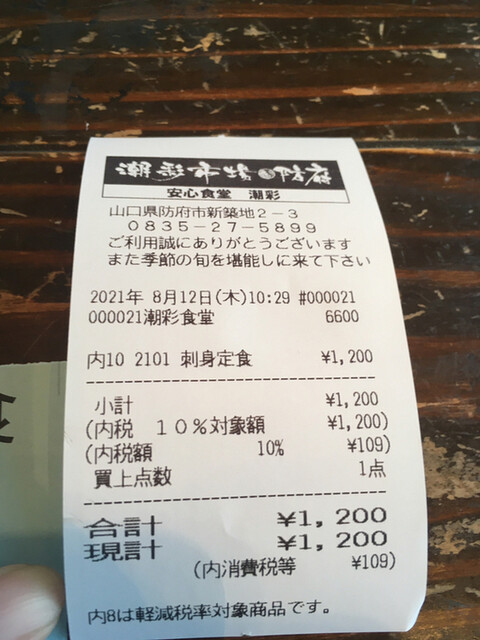 潮彩市場防府
安心食堂 潮彩
山口県防府市新築地2-3
0835-27-5899
ご利用誠にありがとうございます
また季節の旬を堪能しに来て下さい
2021年 8月12日(木)10:29 #000021
000021潮彩食堂 6600
内10 2101 刺身定食 ¥1,200
小計 ¥1,200
(内税 10%対象額 ¥1,200)
(内税額 10% ¥109)
買上点数 1点
合計 ¥1,200
現計 ¥1,200
(内消費税等 ¥109)
内8は軽減税率対象商品です。